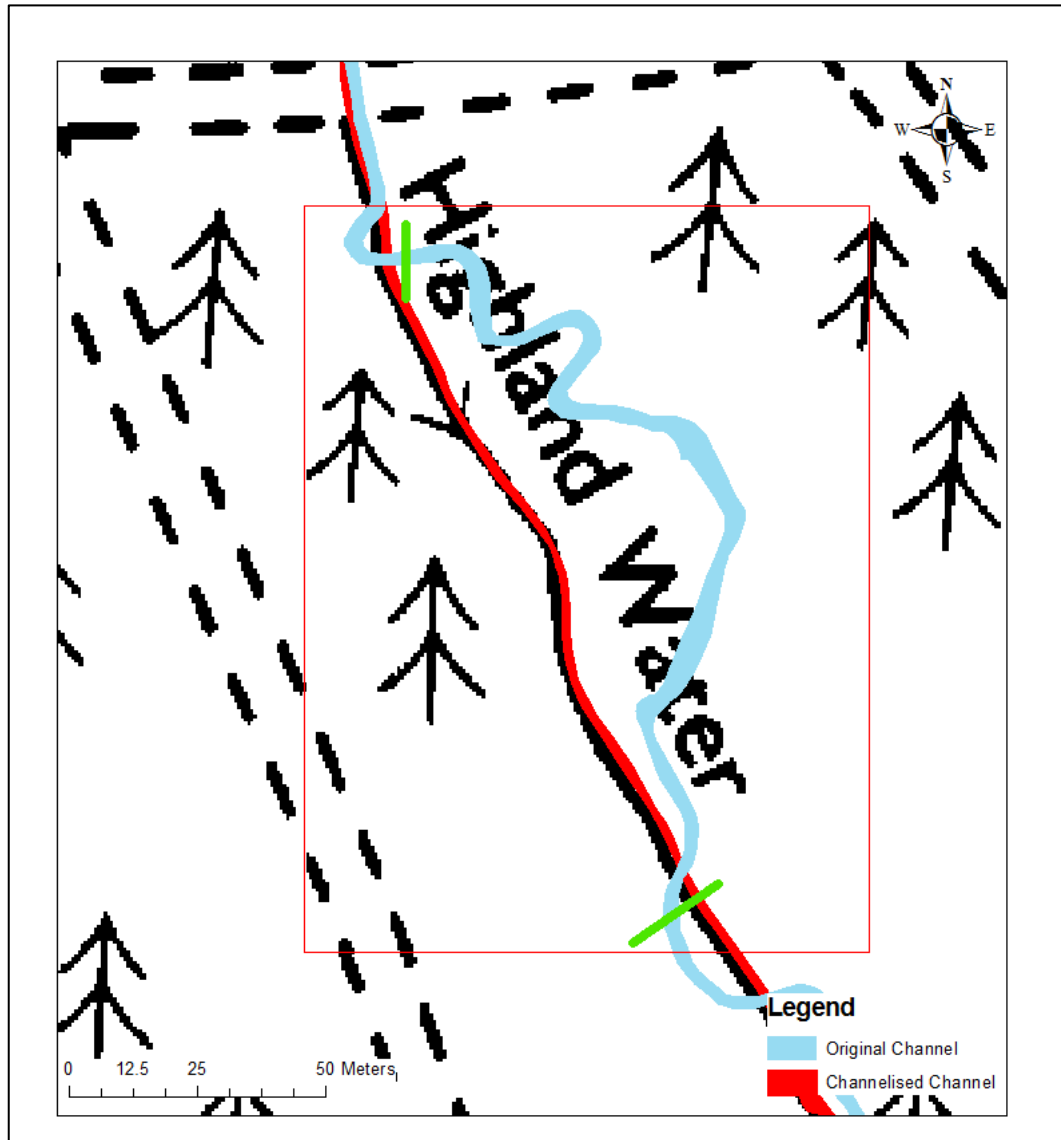 N
W E
S
Highland Water
0 12.5 25 50 Meters
Legend
Original Channel
Channelised Channel